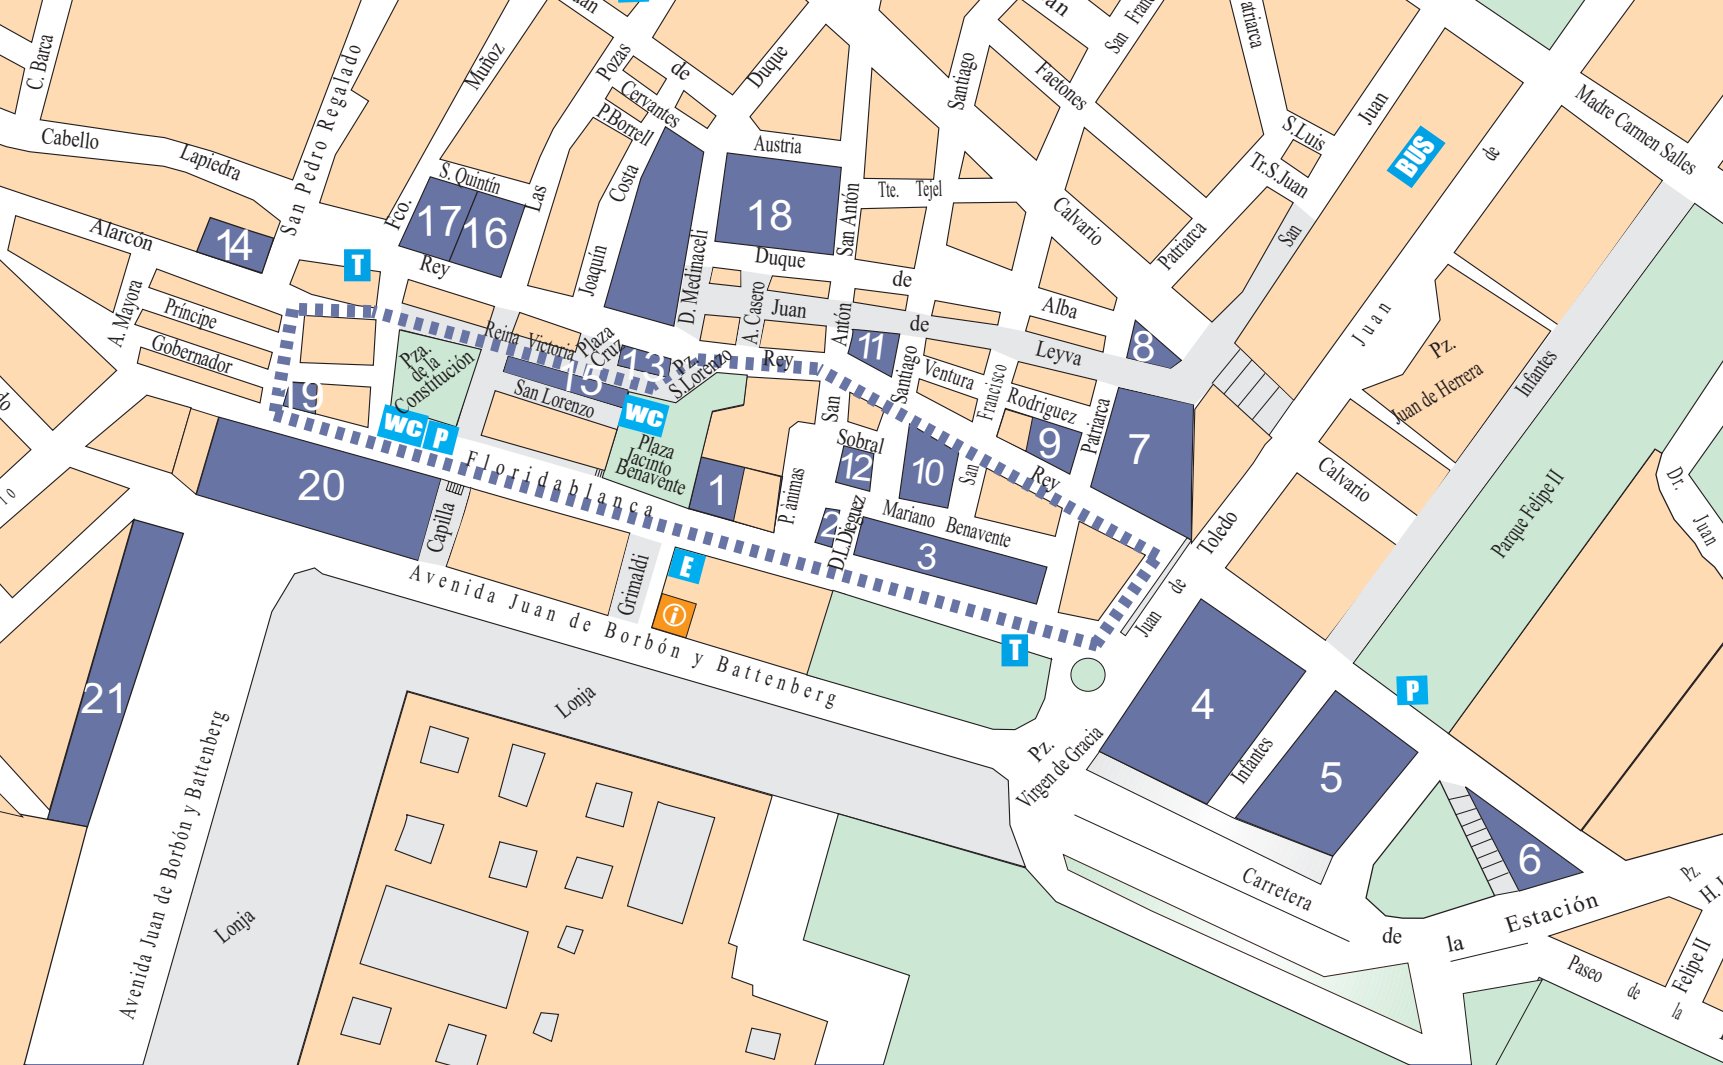 C. Barca
San Pedro Regalado
Muñoz
Pozas
de
Duque
Santiago
Faetones
San
Juan
Madre Carmen Salles
Cervantes
P.Borrell
S.Luis
BUS
Cabello
Lapiedra
S. Quintín
Austria
Tr.S.Juan
de
Alarcón
14
Fco.
17
16
Las
Costa
18
San Antón
Tte. Tejel
Calvario
Patriarca
San
T
Rey
Joaquín
D. Medinaceli
Duque
de
A. Mayora
Príncipe
Gobernador
Reina Victoria
Plaza
Cruz
A. Casero
Juan
de
Leyva
Alba
8
Juan
Pza.
de la
Constitución
13
15
Pz.
S.Lorenzo
San Lorenzo
Rey
Antón
11
Santiago
Ventura
Francisco
Rodriguez
Patriarca
Pz.
Juan de Herrera
Infantes
19
WC
P
WC
San
Sobral
12
10
San
9
Rey
7
Calvario
Plaza
Jacinto
Benavente
1
P. ànimas
20
Floridablanca
Capilla
2
D.L.Dieguez
Mariano Benavente
3
Toledo
de
Juan
Parque Felipe II
Dr.
Juan
Grimaldi
E
i
Avenida Juan de Borbón y Battenberg
T
21
Lonja
4
P
Pz.
Virgen de Gracia
Infantes
5
Avenida Juan de Borbón y Battenberg
Lonja
6
Carretera
de
la
Estación
Pz.
Paseo
de
la
Felipe II